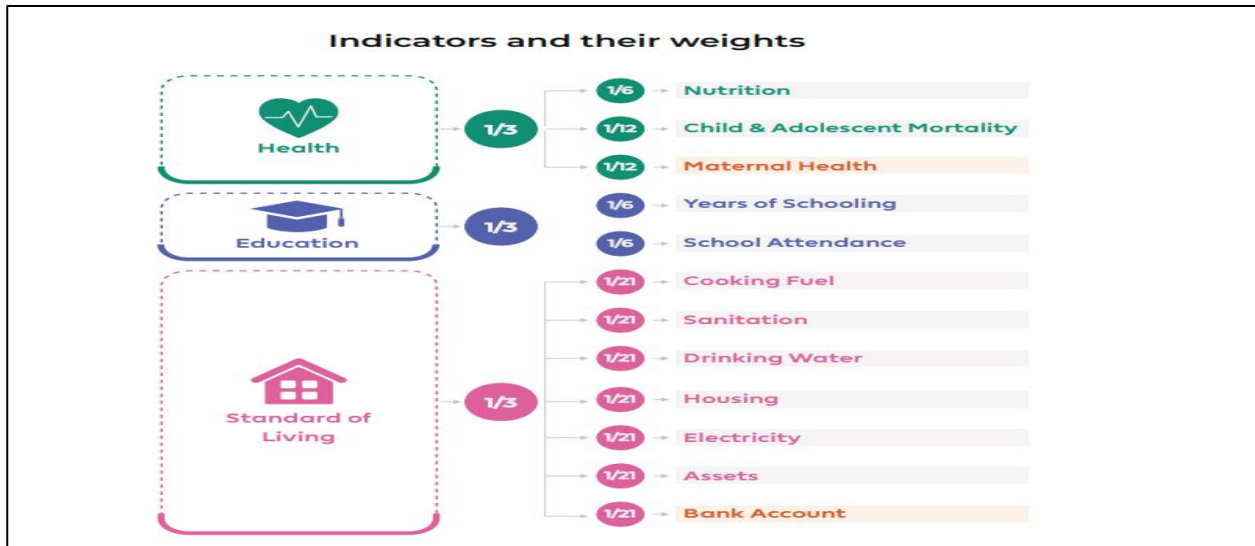 Indicators and their weights
Health
1/3
1/6 Nutrition
1/12 Child & Adolescent Mortality
1/12 Maternal Health
Education
1/3
1/6 Years of Schooling
1/6 School Attendance
Standard of
Living
1/3
1/21 Cooking Fuel
1/21 Sanitation
1/21 Drinking Water
1/21 Housing
1/21 Electricity
1/21 Assets
1/21 Bank Account